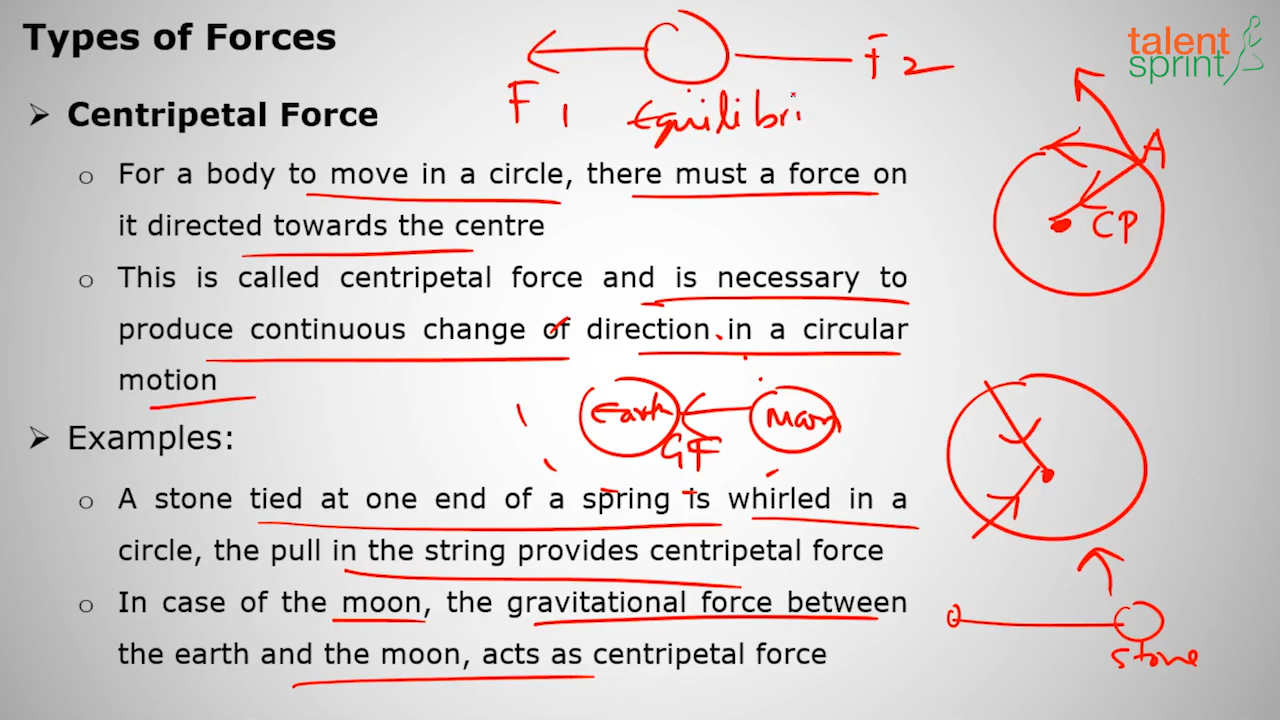 Types of Forces
talent
sprint
F1
F2
Equilibri
➤ Centripetal Force
A
CP
o For a body to move in a circle, there must a force on
it directed towards the centre
o This is called centripetal force and is necessary to
produce continuous change of direction in a circular
motion
Earth
Moon
GF
➤ Examples:
o A stone tied at one end of a spring is whirled in a
circle, the pull in the string provides centripetal force
o In case of the moon, the gravitational force between
the earth and the moon, acts as centripetal force
stone